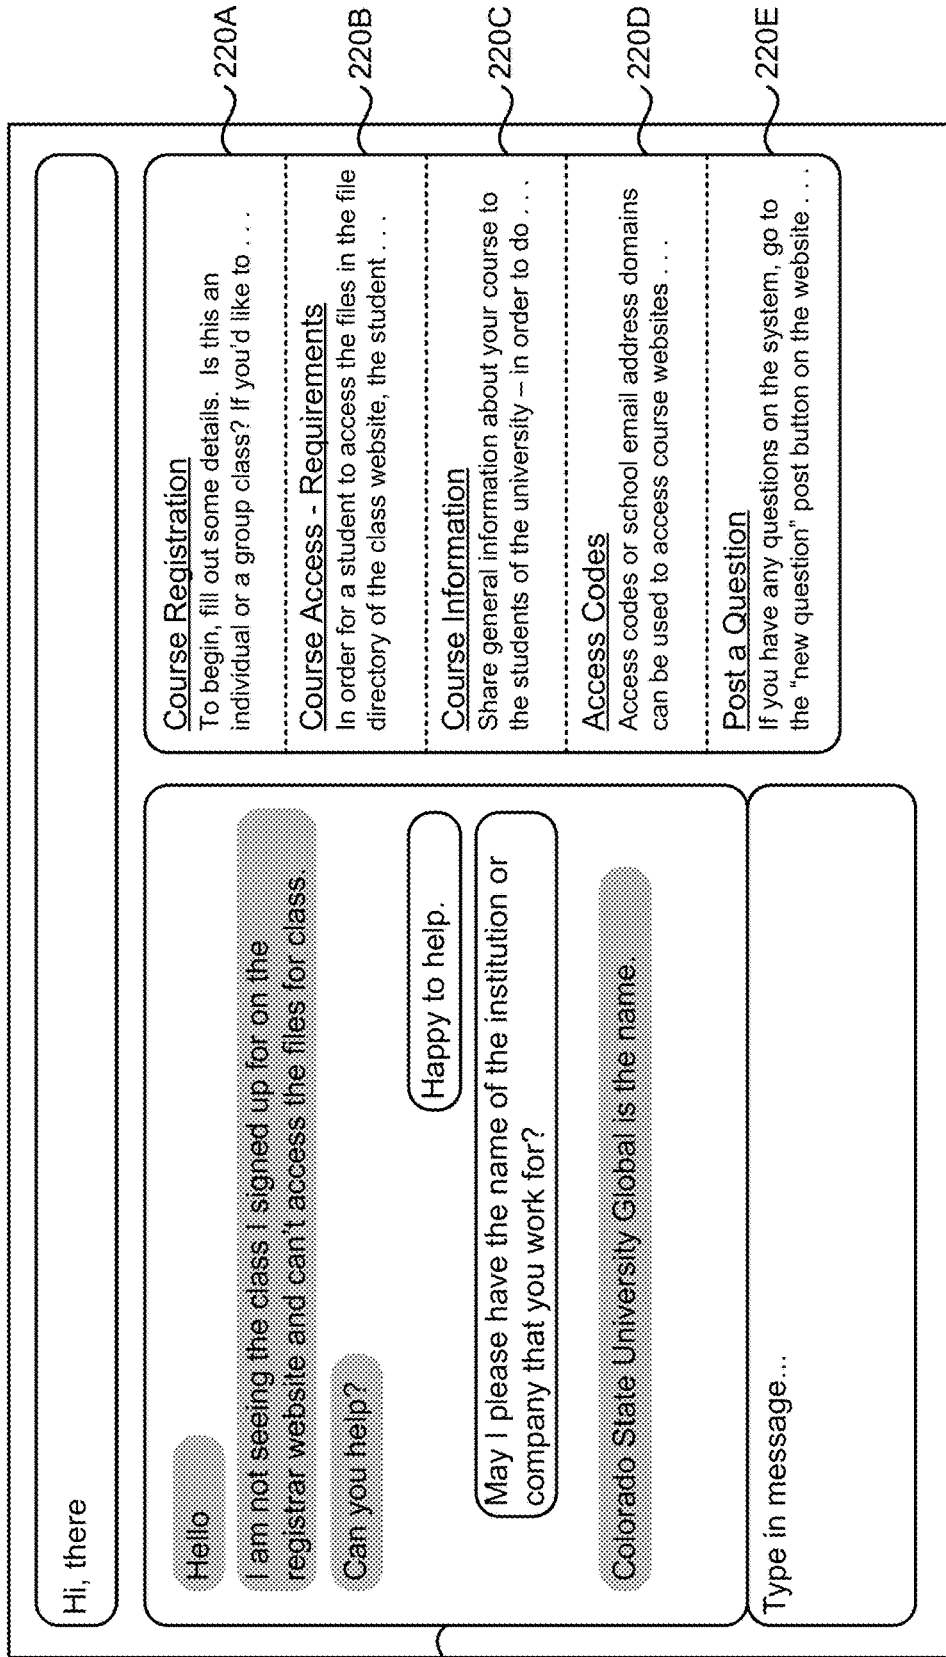 Hi, there
Hello
I am not seeing the class I signed up for on the
registrar website and can't access the files for class.
Can you help?
Happy to help.
May I please have the name of the institution or
company that you work for?
Colorado State University Global is the name.
Type in message...
Course Registration
To begin, fill out some details. Is this an
individual or a group class? If you'd like to . . .
220A
Course Access - Requirements
In order for a student to access the files in the file
directory of the class website, the student . . .
220B
Course Information
Share general information about your course to
the students of the university – in order to do . . .
220C
Access Codes
Access codes or school email address domains
can be used to access course websites . . .
220D
Post a Question
If you have any questions on the system, go to
the "new question" post button on the website . . .
220E